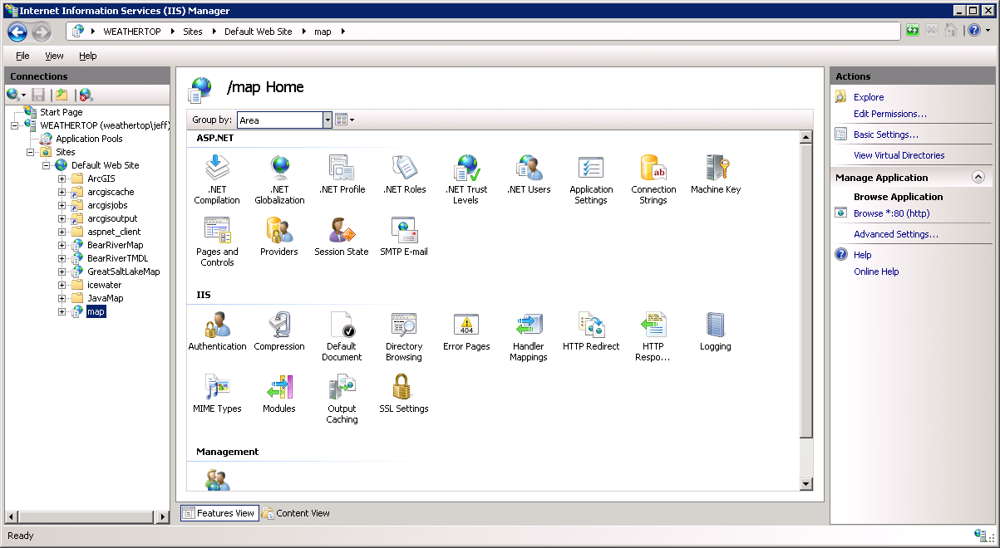 Internet Information Services (IIS) Manager
WEATHERTOP Sites Default Web Site map
File View Help
Connections
Start Page
WEATHERTOP (weathertop\jeff)
Application Pools
Sites
Default Web Site
ArcGIS
arcgiscache
arcgisjobs
arcgisoutput
aspnet_client
BearRiverMap
BearRiverTMDL
GreatSaltLakeMap
icewater
JavaMap
map
/map Home
Group by: Area
ASP.NET
.NET Compilation
.NET Globalization
.NET Profile
.NET Roles
.NET Trust Levels
.NET Users
Application Settings
Connection Strings
Machine Key
Pages and Controls
Providers
Session State
SMTP E-mail
IIS
Authentication
Compression
Default Document
Directory Browsing
Error Pages
404
Handler Mappings
HTTP Redirect
HTTP Respo...
Logging
MIME Types
Modules
Output Caching
SSL Settings
Management
Features View
Content View
Actions
Explore
Edit Permissions...
Basic Settings...
View Virtual Directories
Manage Application
Browse Application
Browse *:80 (http)
Advanced Settings...
Help
Online Help
Ready
ab